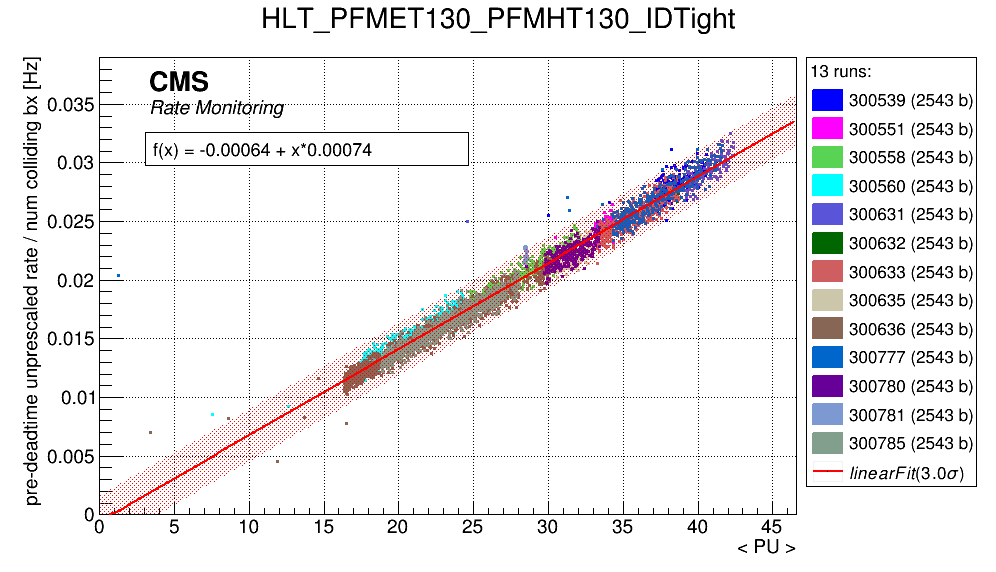 HLT_PFMET130_PFMHT130_IDTight
pre-deadtime unprescaled rate / num colliding bx [Hz]
CMS
Rate Monitoring
f(x) = -0.00064 + x*0.00074
0.035
0.03
0.025
0.02
0.015
0.01
0.005
0
0 5 10 15 20 25 30 35 40 45
< PU >
13 runs:
300539 (2543 b)
300551 (2543 b)
300558 (2543 b)
300560 (2543 b)
300631 (2543 b)
300632 (2543 b)
300633 (2543 b)
300635 (2543 b)
300636 (2543 b)
300777 (2543 b)
300780 (2543 b)
300781 (2543 b)
300785 (2543 b)
linearFit(3.0σ)